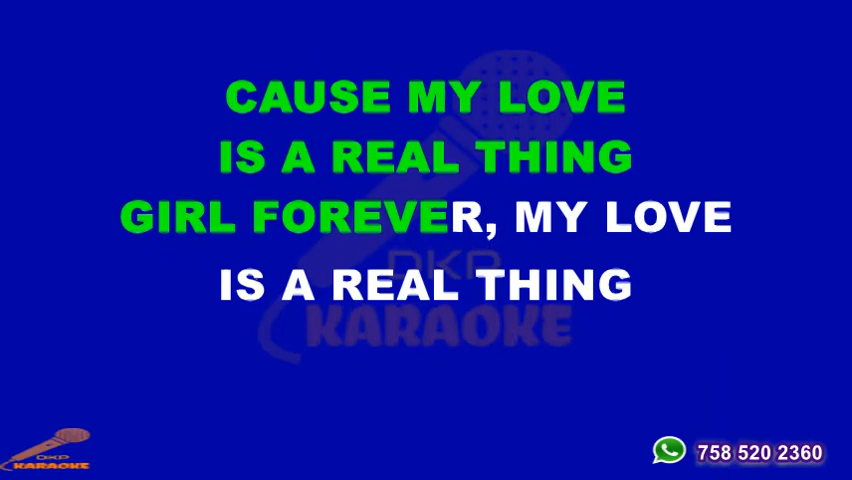 CAUSE MY LOVE
IS A REAL THING
GIRL FOREVER, MY LOVE
IS A REAL THING
DKP
KARAOKE
DKP
KARAOKE
758 520 2360